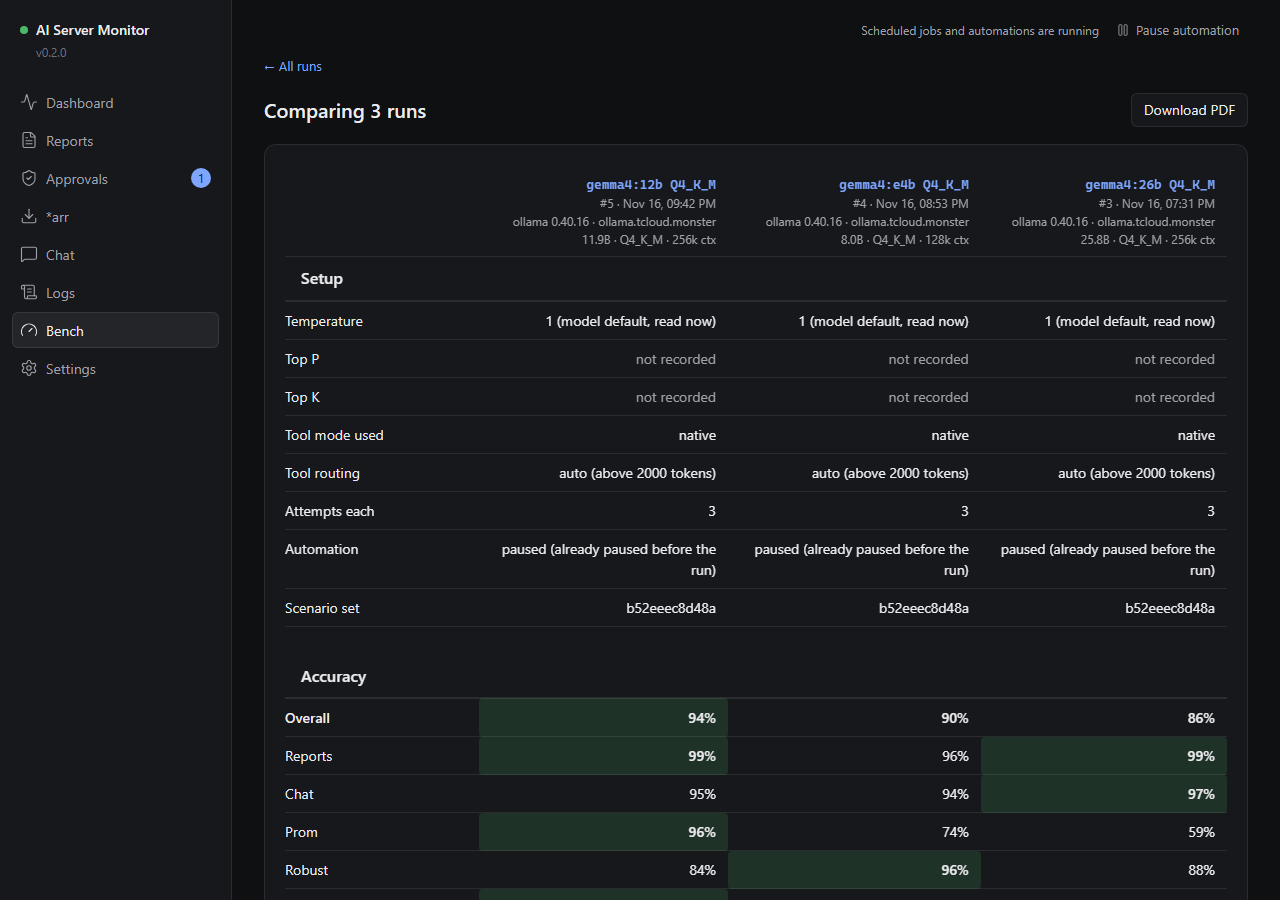 AI Server Monitor
v0.2.0
Dashboard
Reports
Approvals 1
*arr
Chat
Logs
Bench
Settings
Scheduled jobs and automations are running Pause automation
← All runs
Comparing 3 runs Download PDF
gemma4:12b Q4_K_M gemma4:e4b Q4_K_M gemma4:26b Q4_K_M
#5 · Nov 16, 09:42 PM #4 · Nov 16, 08:53 PM #3 · Nov 16, 07:31 PM
ollama 0.40.16 · ollama.tcloud.monster ollama 0.40.16 · ollama.tcloud.monster ollama 0.40.16 · ollama.tcloud.monster
11.9B · Q4_K_M · 256k ctx 8.0B · Q4_K_M · 128k ctx 25.8B · Q4_K_M · 256k ctx
Setup
Temperature 1 (model default, read now) 1 (model default, read now) 1 (model default, read now)
Top P not recorded not recorded not recorded
Top K not recorded not recorded not recorded
Tool mode used native native native
Tool routing auto (above 2000 tokens) auto (above 2000 tokens) auto (above 2000 tokens)
Attempts each 3 3 3
Automation paused (already paused before the paused (already paused before the paused (already paused before the
run) run) run)
Scenario set b52eeec8d48a b52eeec8d48a b52eeec8d48a
Accuracy
Overall 94% 90% 86%
Reports 99% 96% 99%
Chat 95% 94% 97%
Prom 96% 74% 59%
Robust 84% 96% 88%